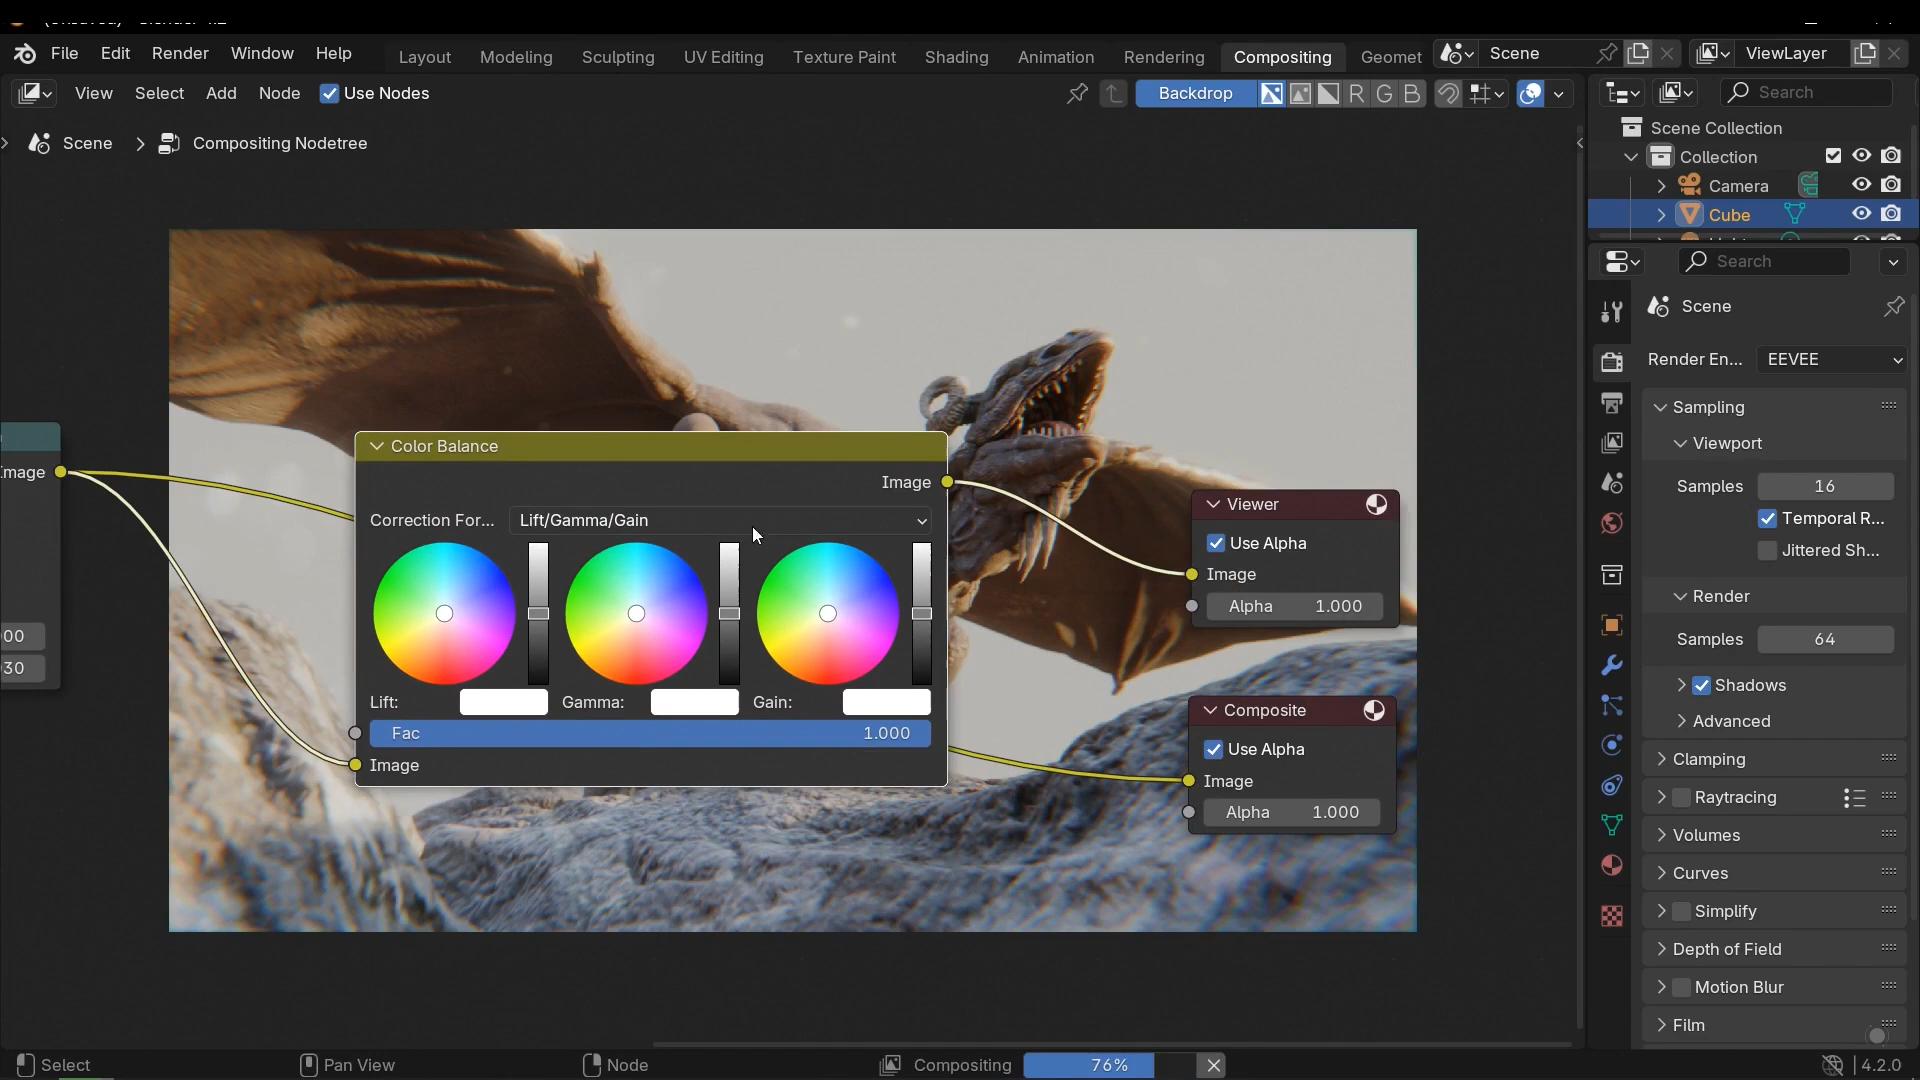 File Edit Render Window Help Layout Modeling Sculpting UV Editing Texture Paint Shading Animation Rendering Compositing Geomet Scene ViewLayer
View Select Add Node Use Nodes Backdrop R G B Search
Scene > Compositing Nodetree
Scene Collection
Collection
Camera
Cube
Search
Scene
Render En... EEVEE
Sampling
Viewport
Samples 16
Temporal R...
Jittered Sh...
Render
Samples 64
Shadows
Advanced
Clamping
Raytracing
Volumes
Curves
Simplify
Depth of Field
Motion Blur
Film
Image
00
30
Color Balance
Image
Correction For... Lift/Gamma/Gain
Lift: Gamma: Gain:
Fac 1.000
Image
Viewer
Use Alpha
Image
Alpha 1.000
Composite
Use Alpha
Image
Alpha 1.000
Select Pan View Node Compositing 76% 4.2.0